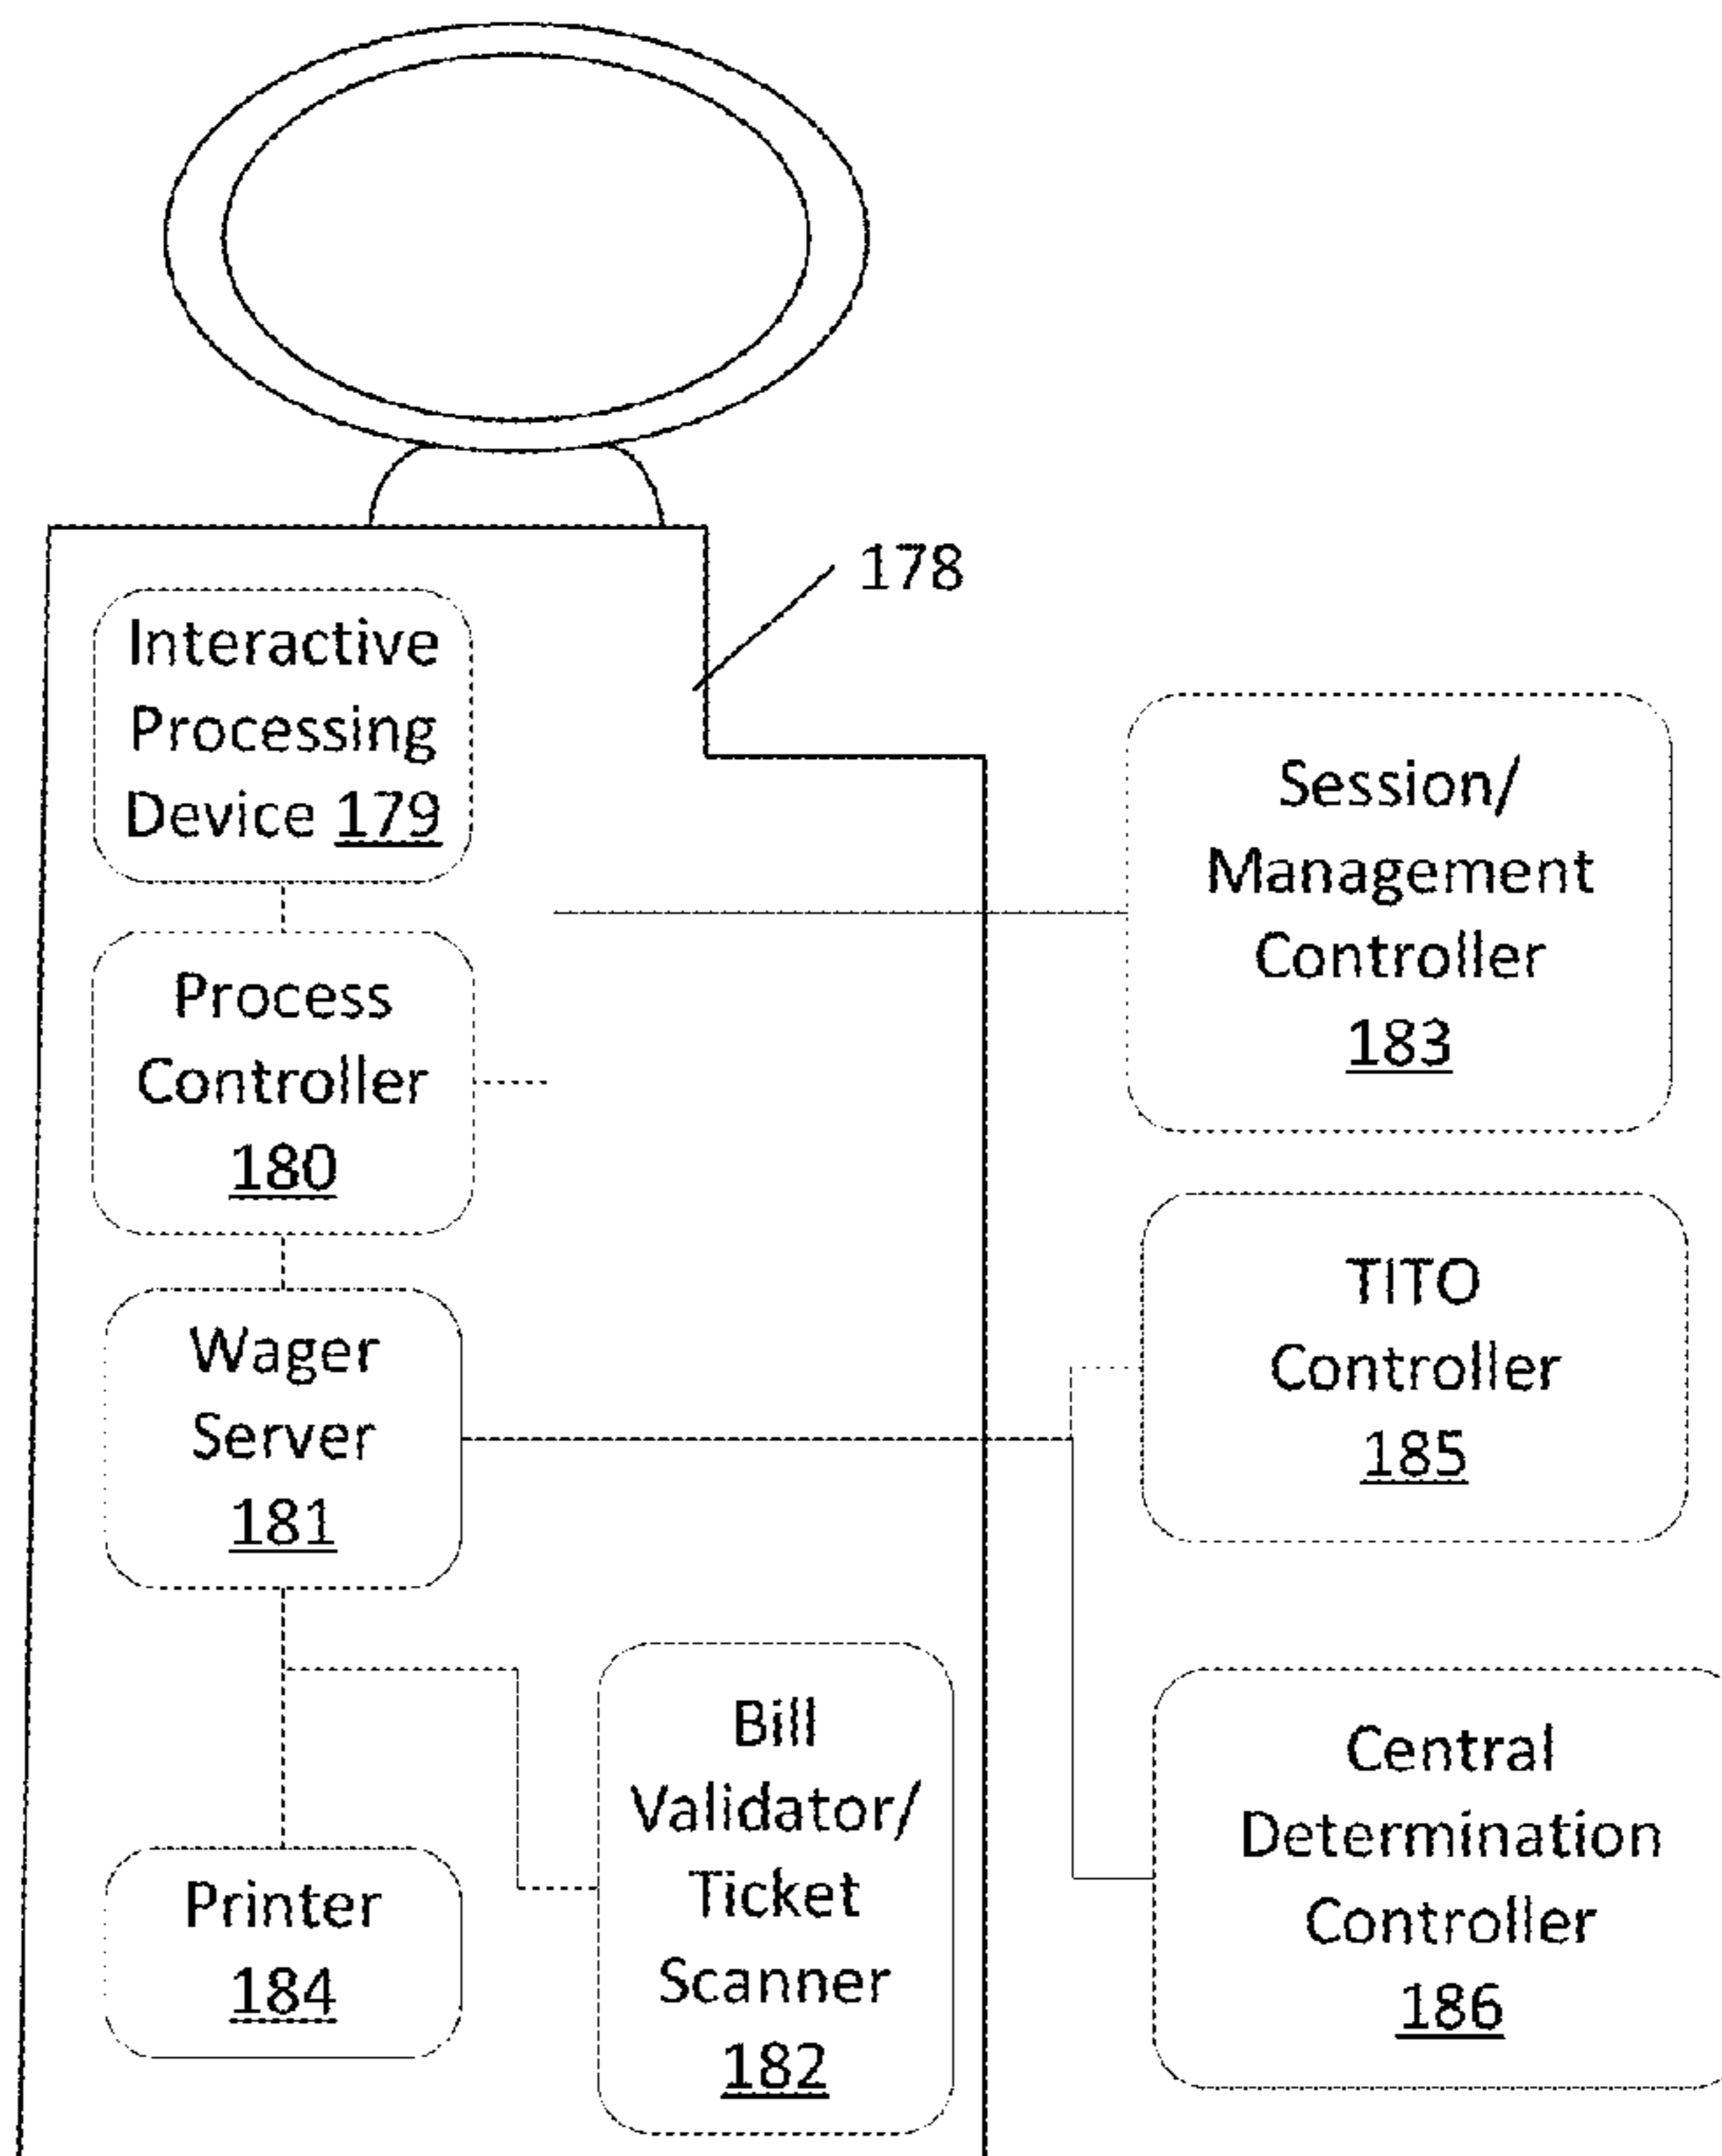 178
Interactive
Processing
Device 179
Process
Controller
180
Wager
Server
181
Printer
184
Bill
Validator/
Ticket
Scanner
182
Session/
Management
Controller
183
TITO
Controller
185
Central
Determination
Controller
186